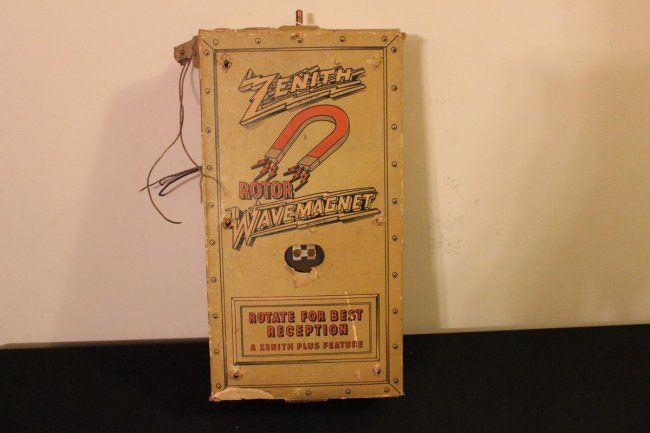 ZENITH
ROTOR
WAVEMAGNET
ROTATE FOR BEST
RECEPTION
A ZENITH PLUS FEATURE